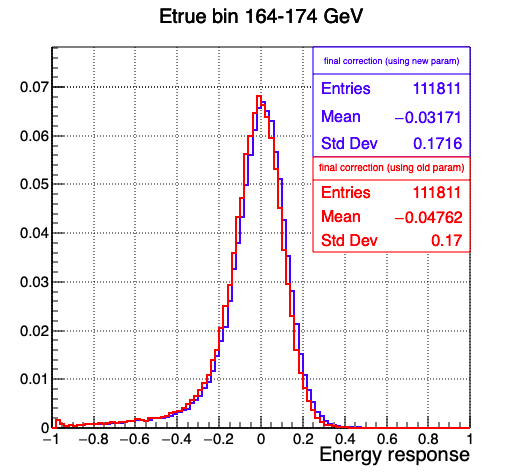 Etrue bin 164-174 GeV
final correction (using new param)
Entries 111811
Mean −0.03171
Std Dev 0.1716
final correction (using old param)
Entries 111811
Mean −0.04762
Std Dev 0.17
0.07
0.06
0.05
0.04
0.03
0.02
0.01
0
−1 −0.8 −0.6 −0.4 −0.2 0 0.2 0.4 0.6 0.8 1
Energy response